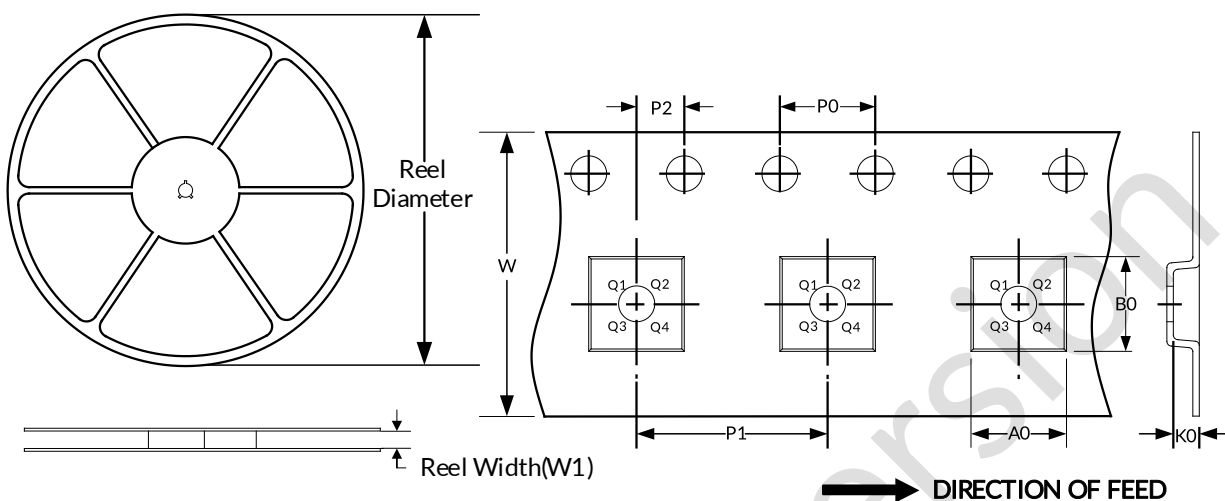 Reel
Diameter
Reel Width(W1)
P2
P0
W
Q1 Q2
Q3 Q4
Q1 Q2
Q3 Q4
Q1 Q2
Q3 Q4
B0
P1
A0
K0
DIRECTION OF FEED
ersion